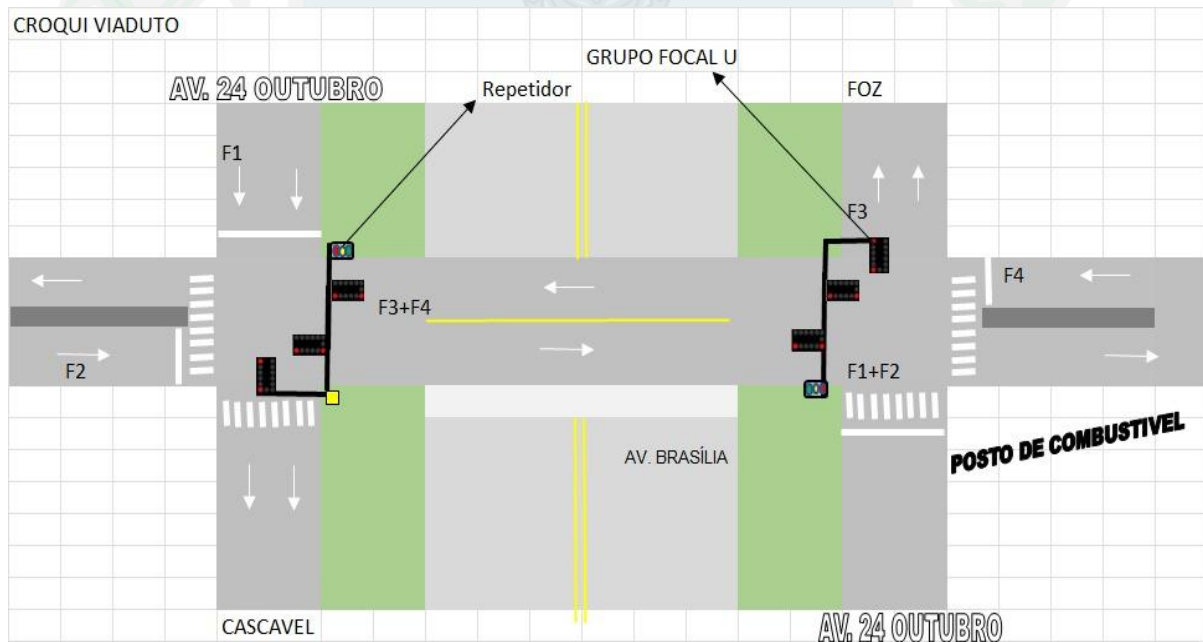 CROQUI VIADUTO
GRUPO FOCAL U
AV. 24 OUTUBRO
Repetidor
FOZ
F1
F3
F4
F3+F4
F2
F1+F2
POSTO DE COMBUSTIVEL
AV. BRASÍLIA
CASCAVEL
AV. 24 OUTUBRO